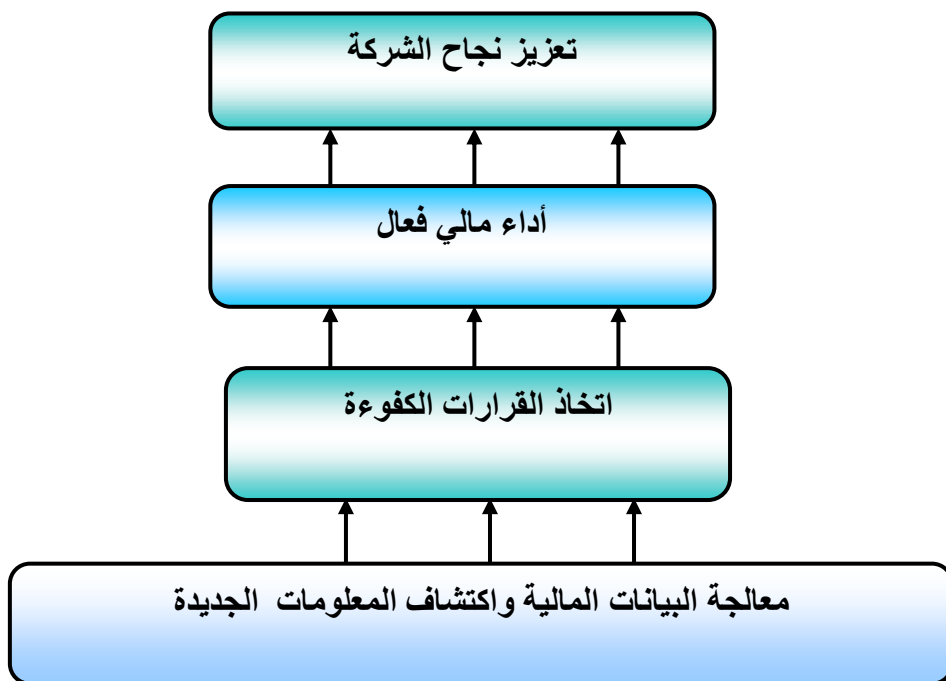 تعزيز نجاح الشركة
أداء مالي فعال
اتخاذ القرارات الكفوءة
معالجة البيانات المالية واكتشاف المعلومات الجديدة